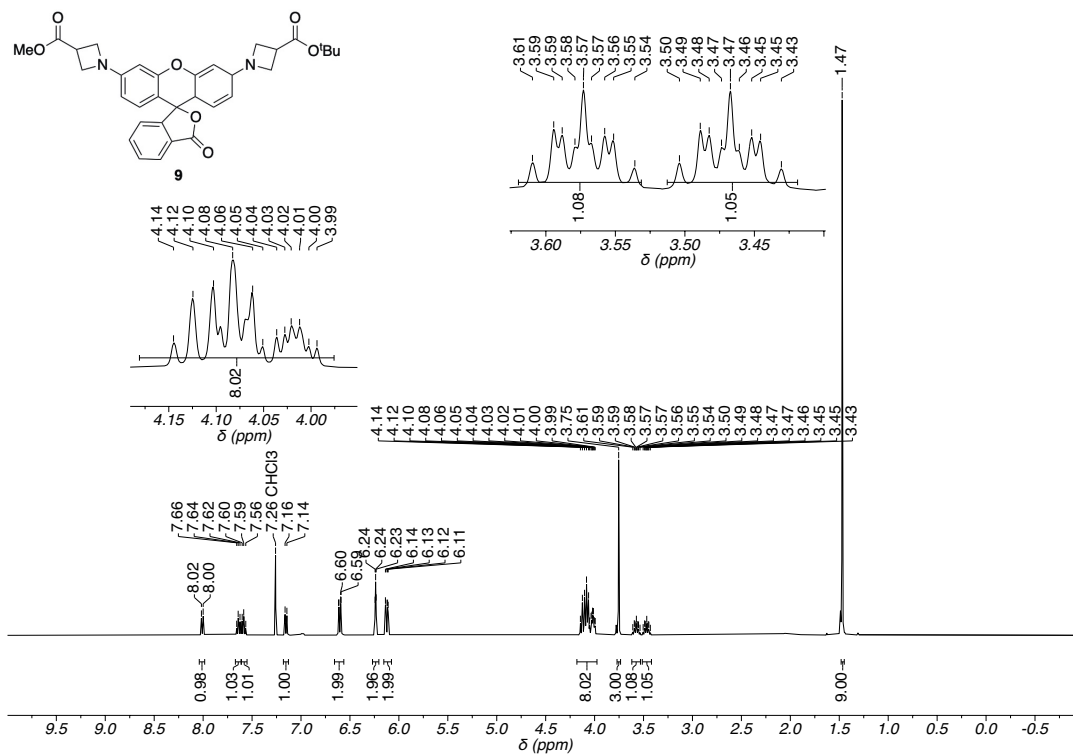 O
O
MeO
OtBu
N
O
N
O
O
9
3.61 3.59 3.59 3.58 3.57 3.57 3.56 3.55 3.54 3.50 3.49 3.48 3.47 3.47 3.46 3.45 3.45 3.43
1.08 1.05
3.60 3.55 3.50 3.45
δ (ppm)
δ (ppm)
1.47
4.14 4.12 4.10 4.08 4.06 4.05 4.04 4.03 4.02 4.01 4.00 3.99
8.02
4.15 4.10 4.05 4.00
δ (ppm)
4.14 4.12 4.10 4.08 4.06 4.05 4.04 4.03 4.02 4.01 4.00 3.99 3.75 3.61 3.59 3.59 3.58 3.57 3.57 3.56 3.55 3.54 3.50 3.49 3.48 3.47 3.47 3.46 3.45 3.45 3.43
8.02 8.00 7.66 7.64 7.62 7.60 7.59 7.56 7.26 CHCl3 7.16 7.14 6.60 6.59 6.24 6.24 6.23 6.14 6.13 6.12 6.11
0.98 1.03 1.01 1.00 1.99 1.96 1.99 8.02 3.00 1.08 1.05 9.00
9.5 9.0 8.5 8.0 7.5 7.0 6.5 6.0 5.5 5.0 4.5 4.0 3.5 3.0 2.5 2.0 1.5 1.0 0.5 0.0 -0.5
δ (ppm)